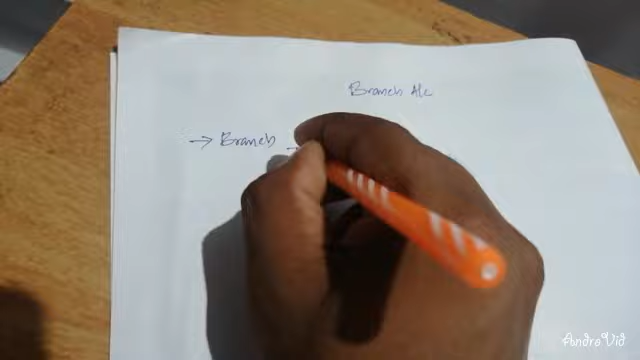 Branch A/c
→ Branch -
AndroVid